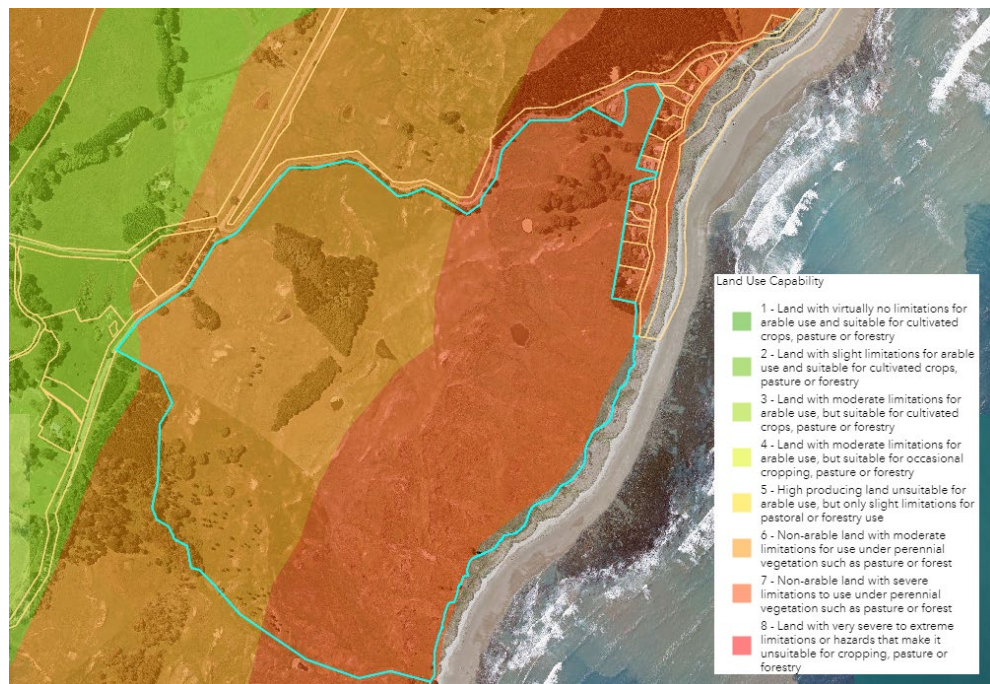 Land Use Capability
1 - Land with virtually no limitations for
arable use and suitable for cultivated
crops, pasture or forestry
2 - Land with slight limitations for arable
use and suitable for cultivated crops,
pasture or forestry
3 - Land with moderate limitations for
arable use, but suitable for cultivated
crops, pasture or forestry
4 - Land with moderate limitations for
arable use, but suitable for occasional
cropping, pasture or forestry
5 - High producing land unsuitable for
arable use, but only slight limitations for
pastoral or forestry use
6 - Non-arable land with moderate
limitations for use under perennial
vegetation such as pasture or forest
7 - Non-arable land with severe
limitations to use under perennial
vegetation such as pasture or forest
8 - Land with very severe to extreme
limitations or hazards that make it
unsuitable for cropping, pasture or
forestry